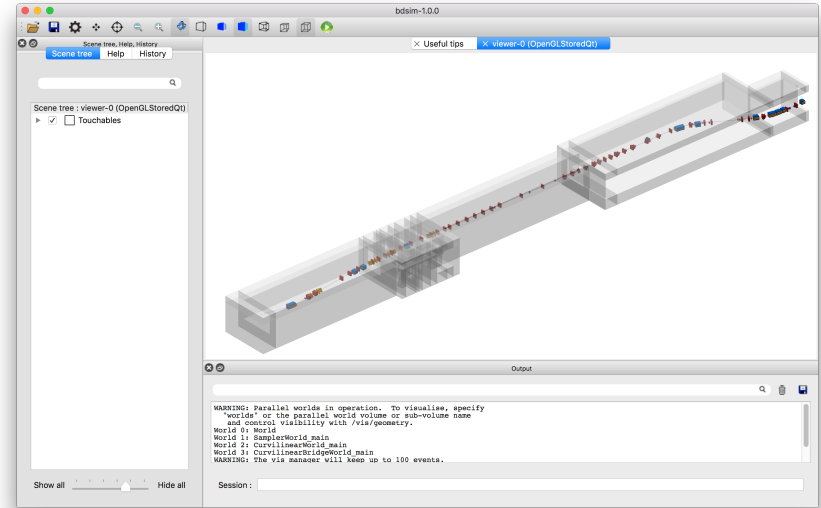 bdsim-1.0.0
Scene tree, Help, History
Scene tree Help History
Scene tree : viewer-0 (OpenGLStoredQt)
Touchables
Show all Hide all
× Useful tips × viewer-0 (OpenGLStoredQt)
Output
WARNING: Parallel worlds in operation. To visualise, specify
"worlds" or the parallel world volume or sub-volume name
and control visibility with /vis/geometry.
World 0: World
World 1: SamplerWorld_main
World 2: CurvilinearWorld_main
World 3: CurvilinearBridgeWorld_main
WARNING: The vis manager will keep up to 100 events.
Session :